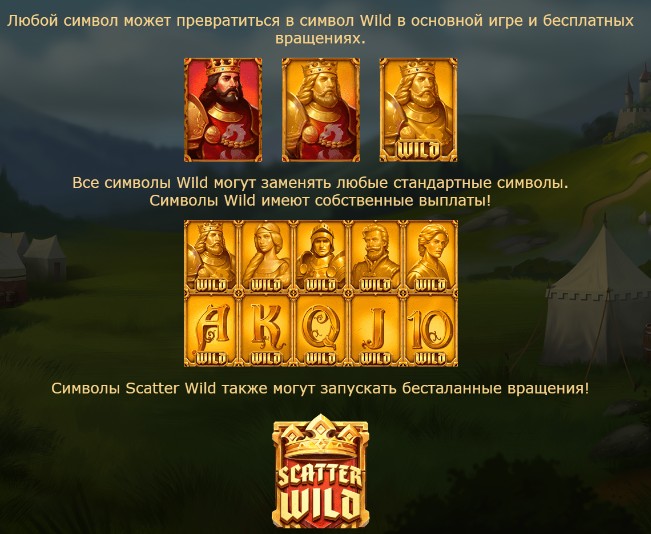 Любой символ может превратиться в символ Wild в основной игре и бесплатных
вращениях.
WILD
Все символы Wild могут заменять любые стандартные символы.
Символы Wild имеют собственные выплаты!
WILD WILD WILD WILD WILD
A K Q J 10
WILD WILD WILD WILD WILD
Символы Scatter Wild также могут запускать бесталанные вращения!
SCATTER
WILD